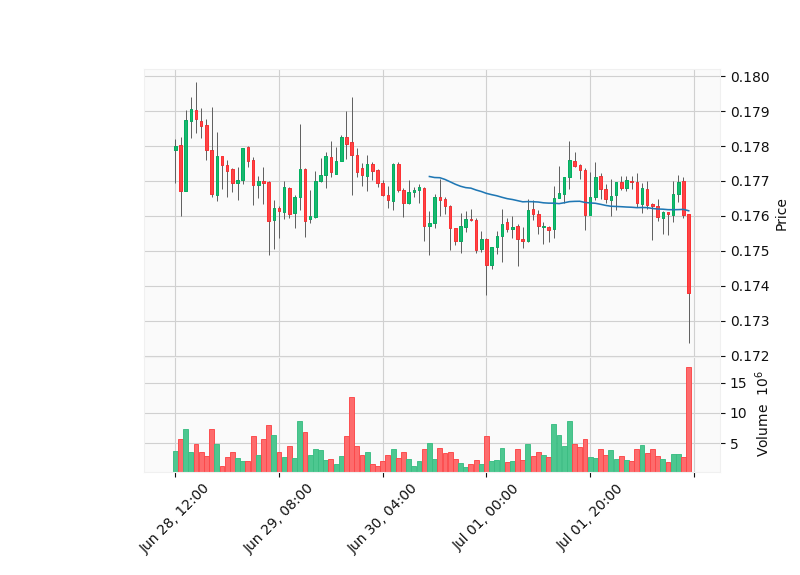 0.180
0.179
0.178
0.177
0.176
0.175
0.174
0.173
0.172
Price
15
10
5
Volume 10⁶
Jun 28, 12:00
Jun 29, 08:00
Jun 30, 04:00
Jul 01, 00:00
Jul 01, 20:00